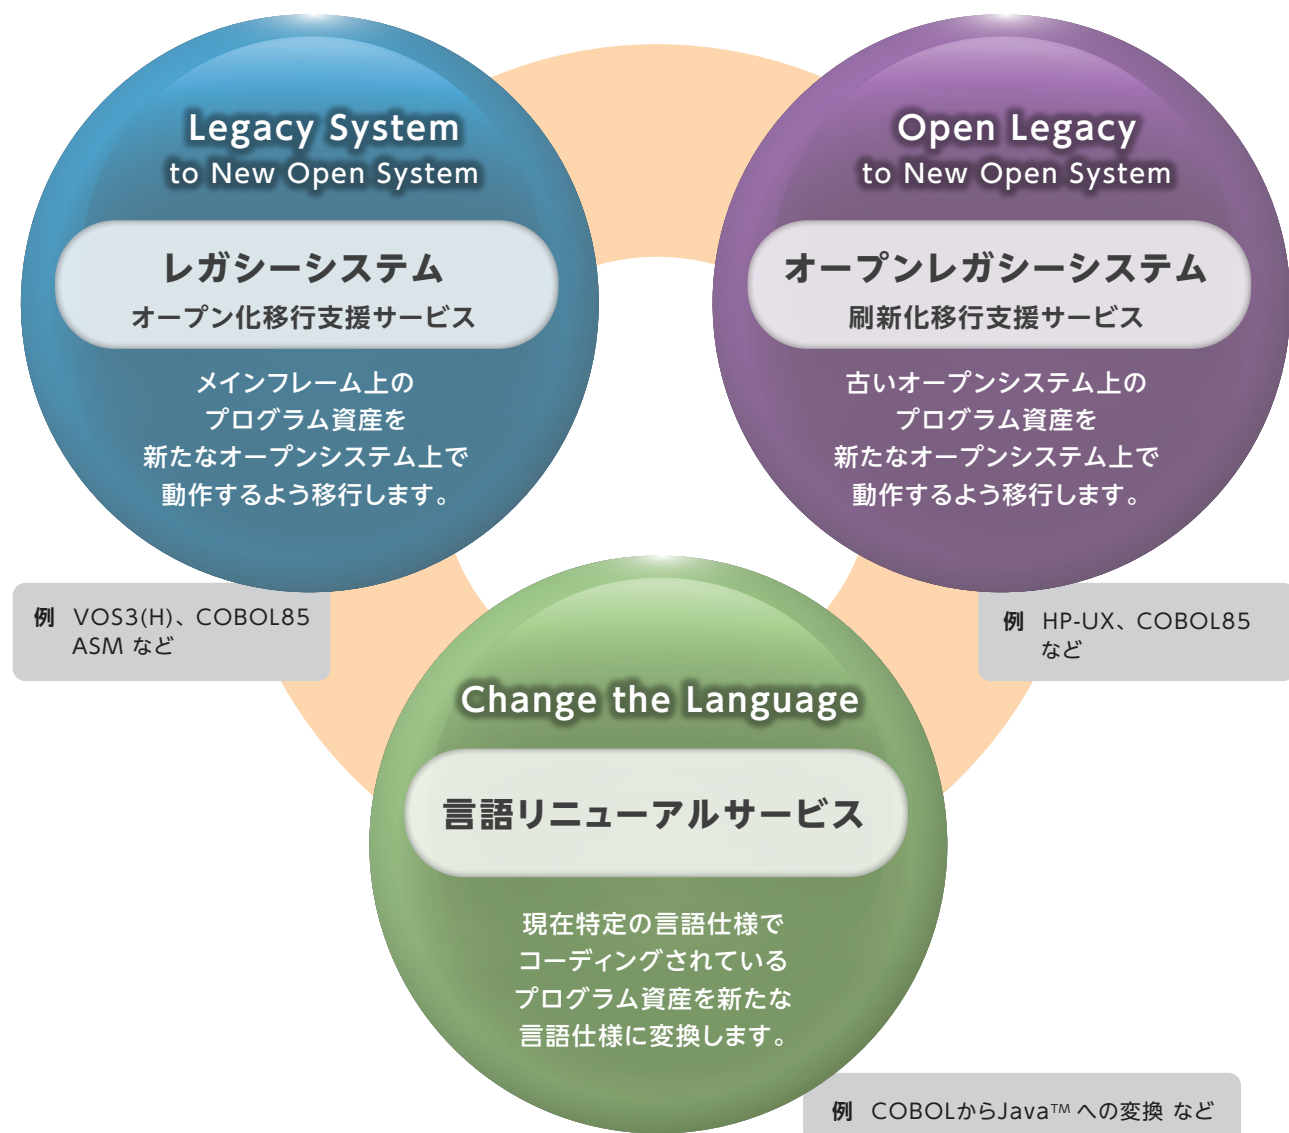 Legacy System
to New Open System
レガシーシステム
オープン化移行支援サービス
メインフレーム上の
プログラム資産を
新たなオープンシステム上で
動作するよう移行します。
例 VOS3(H)、COBOL85
ASM など
Open Legacy
to New Open System
オープンレガシーシステム
刷新化移行支援サービス
古いオープンシステム上の
プログラム資産を
新たなオープンシステム上で
動作するよう移行します。
例 HP-UX、COBOL85
など
Change the Language
言語リニューアルサービス
現在特定の言語仕様で
コーディングされている
プログラム資産を新たな
言語仕様に変換します。
例 COBOLからJava™ への変換 など